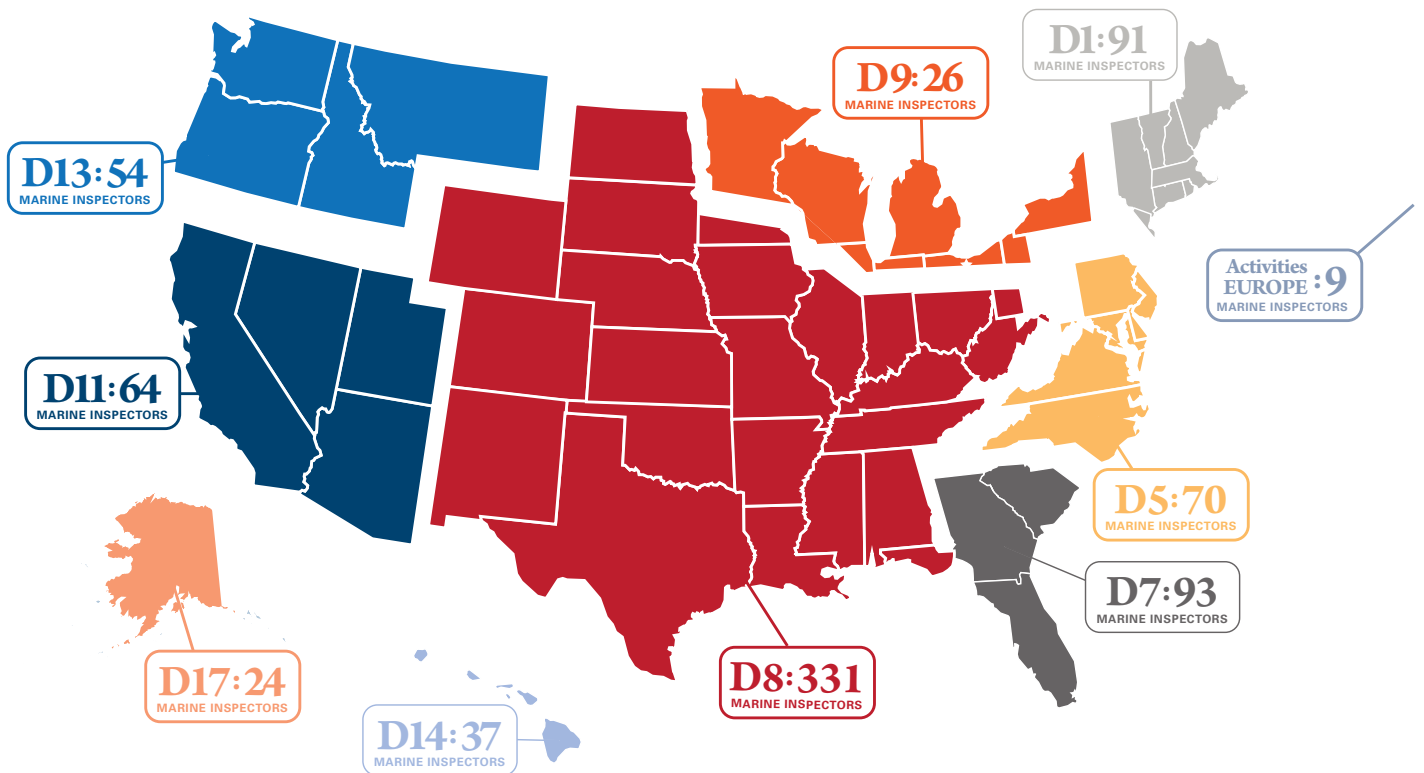 D1:91
MARINE INSPECTORS
D9:26
MARINE INSPECTORS
D13:54
MARINE INSPECTORS
Activities
EUROPE :9
MARINE INSPECTORS
D11:64
MARINE INSPECTORS
D5:70
MARINE INSPECTORS
D7:93
MARINE INSPECTORS
D17:24
MARINE INSPECTORS
D8:331
MARINE INSPECTORS
D14:37
MARINE INSPECTORS